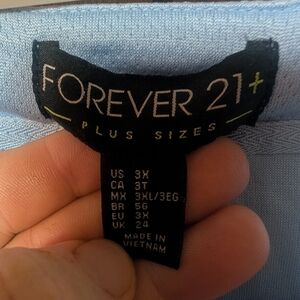 FOREVER 21+
PLUS SIZES
US 3X
CA 3T
MX 3XL/3EG
BR 56
EU 3X
UK 24
MADE IN
VIETNAM